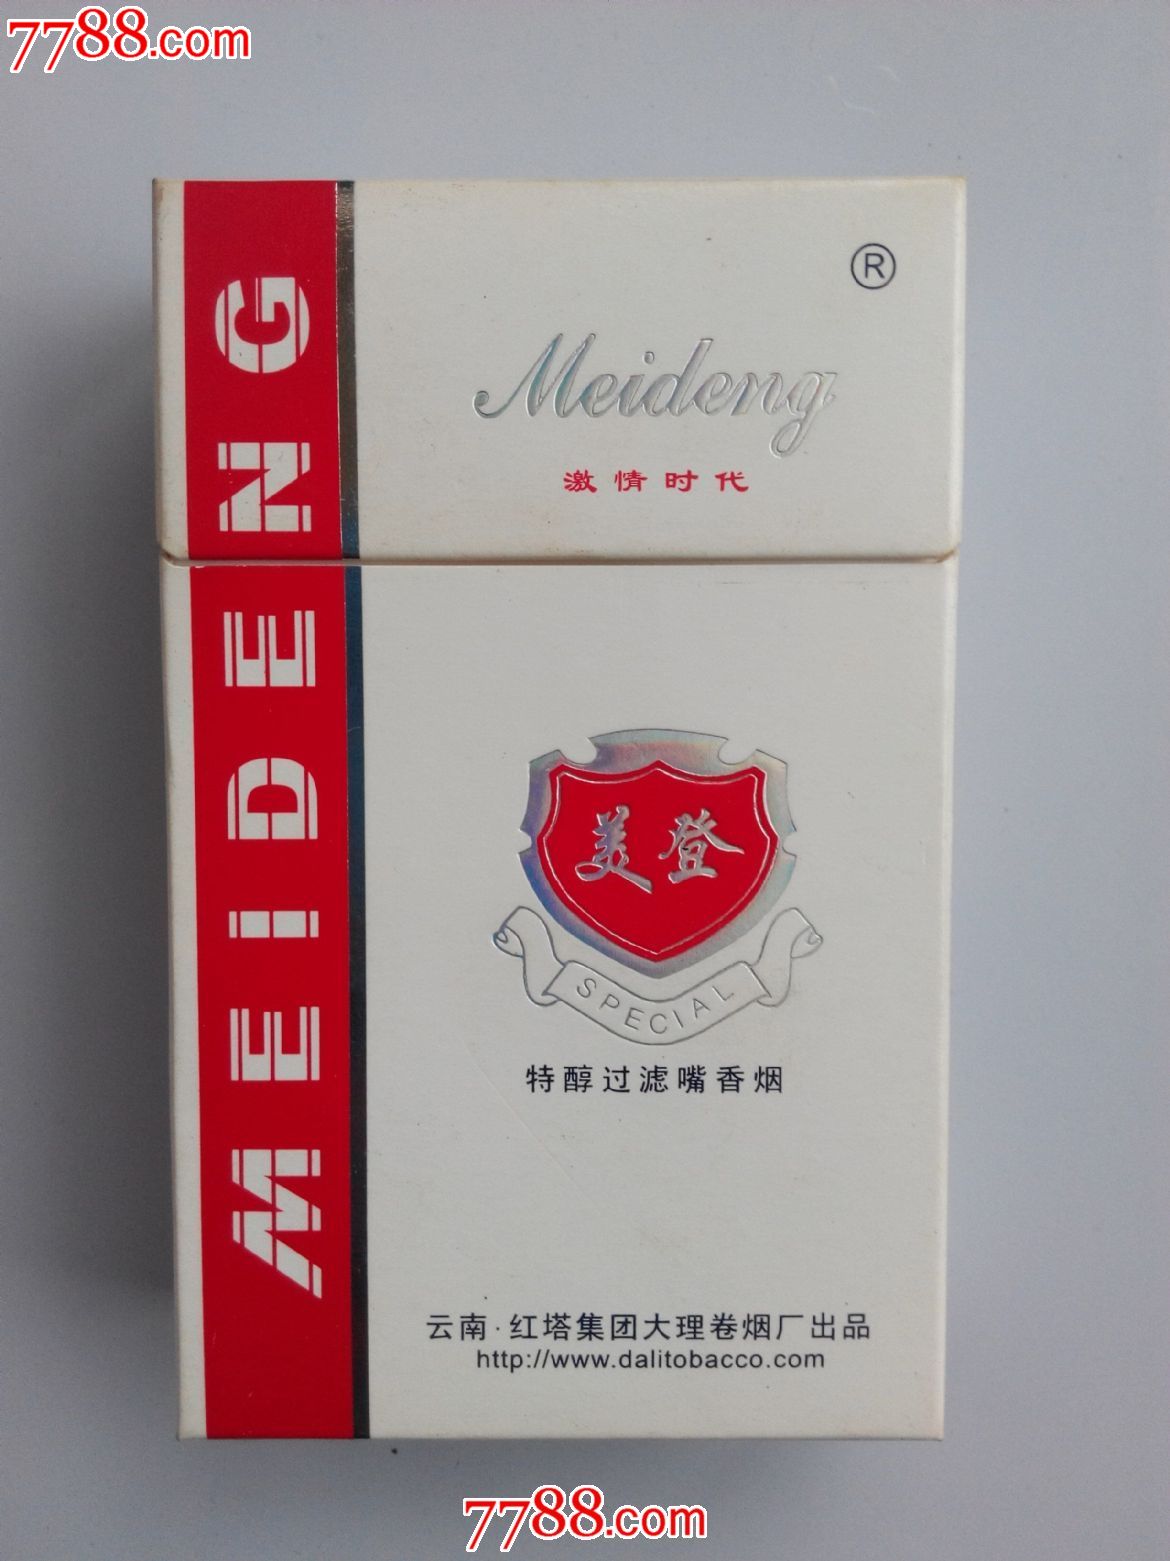 7788.com
MEIDENG
®
Meideng
激情时代
美登
SPECIAL
特醇过滤嘴香烟
云南·红塔集团大理卷烟厂出品
http://www.dalitobacco.com
7788.com